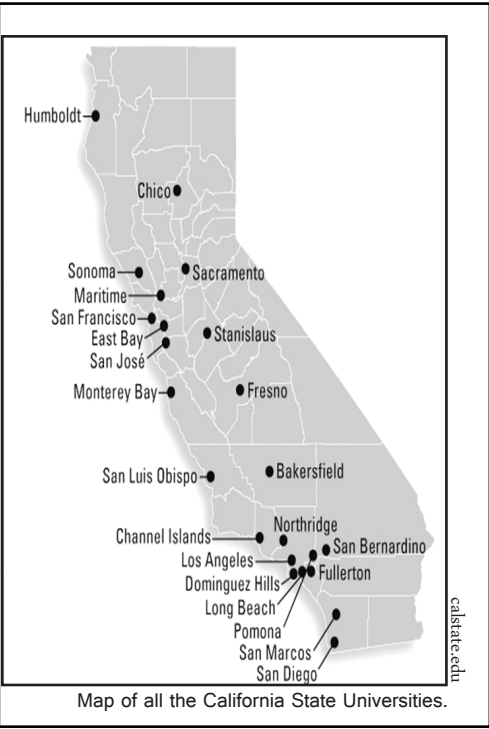 Humboldt
Chico
Sonoma
Sacramento
Maritime
San Francisco
East Bay
Stanislaus
San José
Monterey Bay
Fresno
San Luis Obispo
Bakersfield
Northridge
Channel Islands
San Bernardino
Los Angeles
Fullerton
Dominguez Hills
Long Beach
Pomona
San Marcos
San Diego
calstate.edu
Map of all the California State Universities.